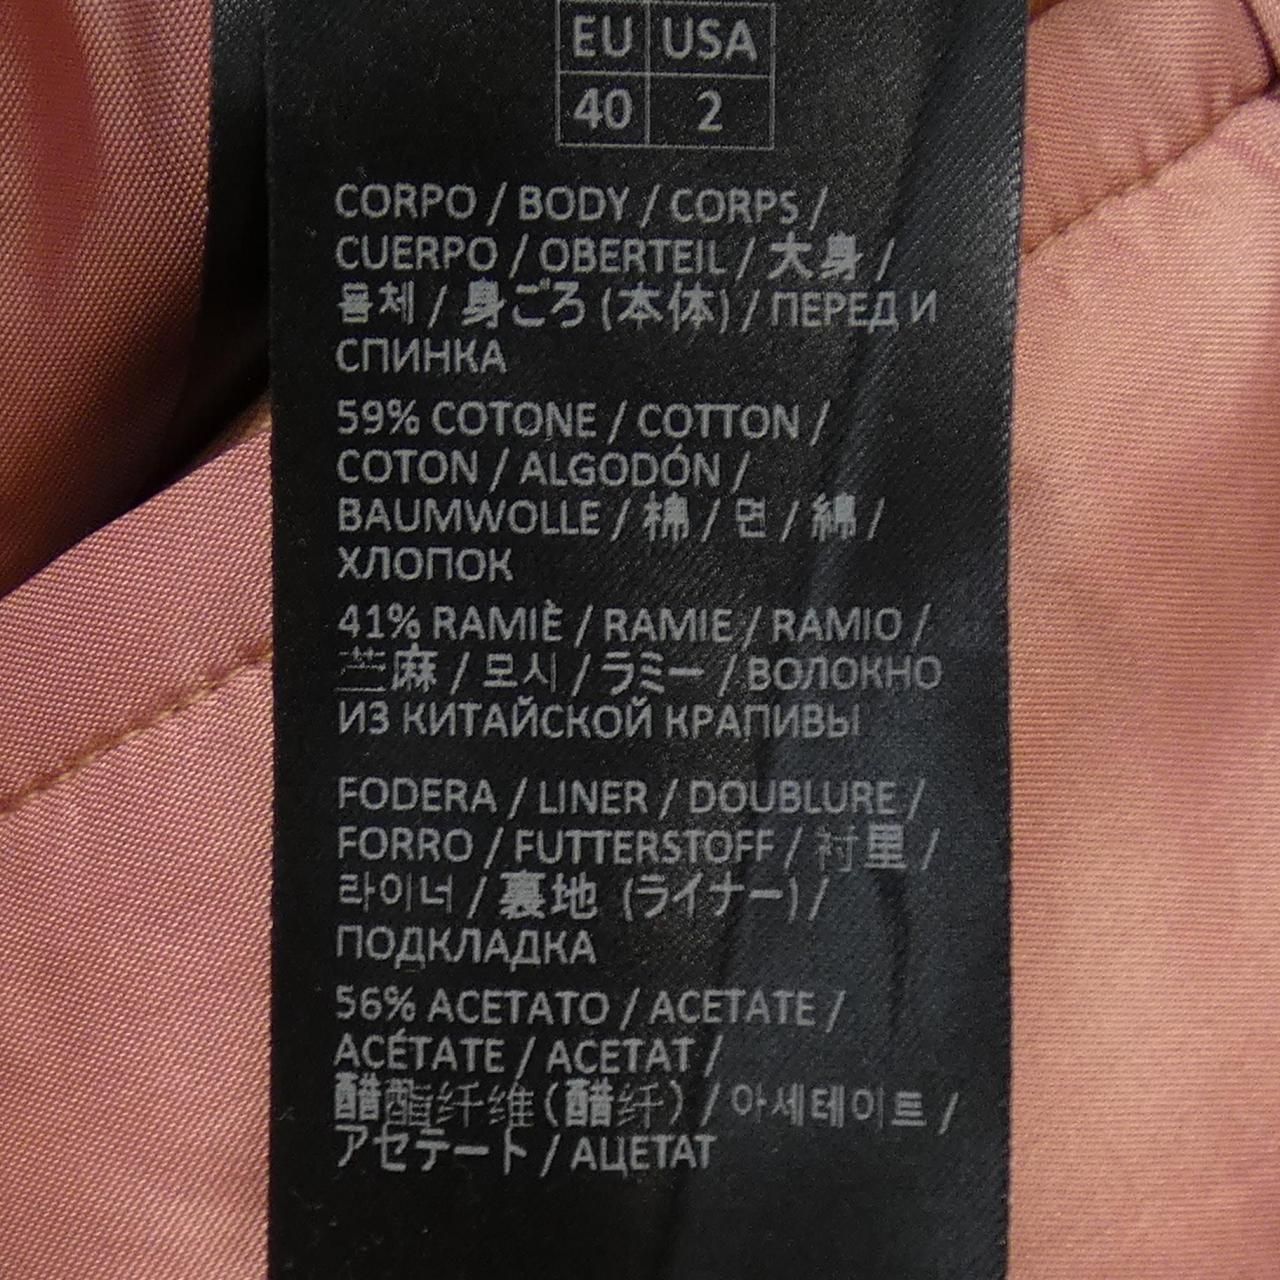 EU USA
40 2
CORPO / BODY / CORPS /
CUERPO / OBERTEIL / 大身 /
몸체 / 身ごろ (本体) / ПЕРЕД И
СПИНКА
59% COTONE / COTTON /
COTON / ALGODÓN /
BAUMWOLLE / 棉 / 면 / 綿 /
ХЛОПОК
41% RAMIÈ / RAMIE / RAMIO /
苎麻 / 모시 / ラミー / ВОЛОКНО
ИЗ КИТАЙСКОЙ КРАПИВЫ
FODERA / LINER / DOUBLURE /
FORRO / FUTTERSTOFF / 衬里 /
라이너 / 裏地 (ライナー) /
ПОДКЛАДКА
56% ACETATO / ACETATE /
ACÉTATE / ACETAT /
醋酯纤维(醋纤) / 아세테이트 /
アセテート / АЦЕТАТ